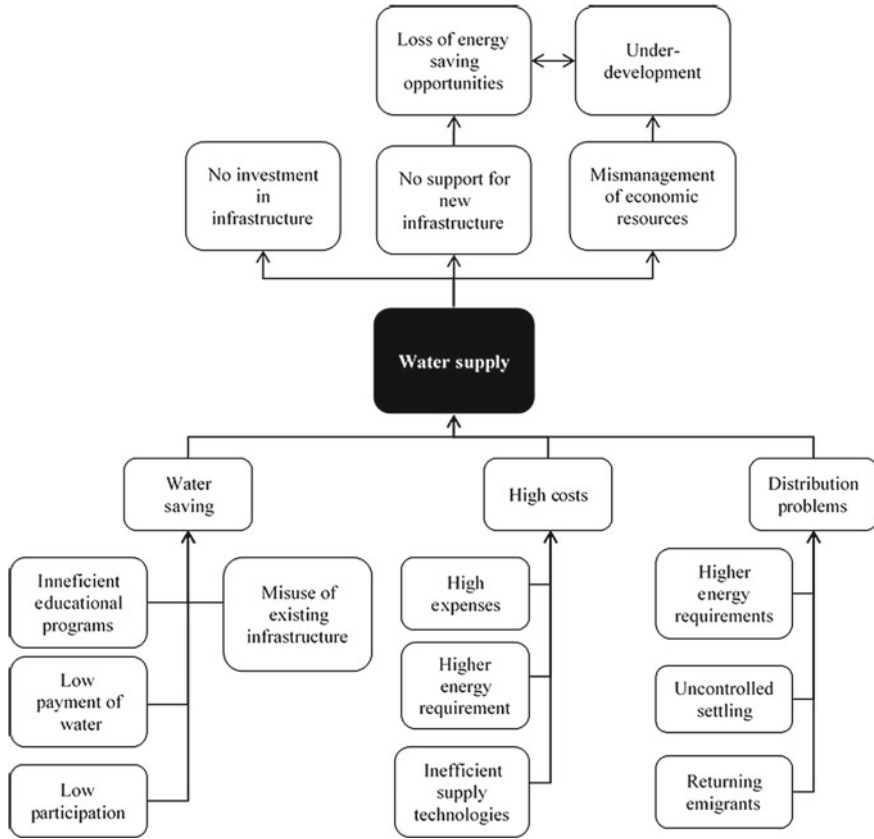 Loss of energy
saving
opportunities
Under-
development
No investment
in
infrastructure
No support for
new
infrastructure
Mismanagement
of economic
resources
Water supply
Water
saving
High costs
Distribution
problems
Inneficient
educational
programs
Misuse of
existing
infrastructure
High
expenses
Higher
energy
requirements
Low
payment of
water
Higher
energy
requirement
Uncontrolled
settling
Low
participation
Inefficient
supply
technologies
Returning
emigrants